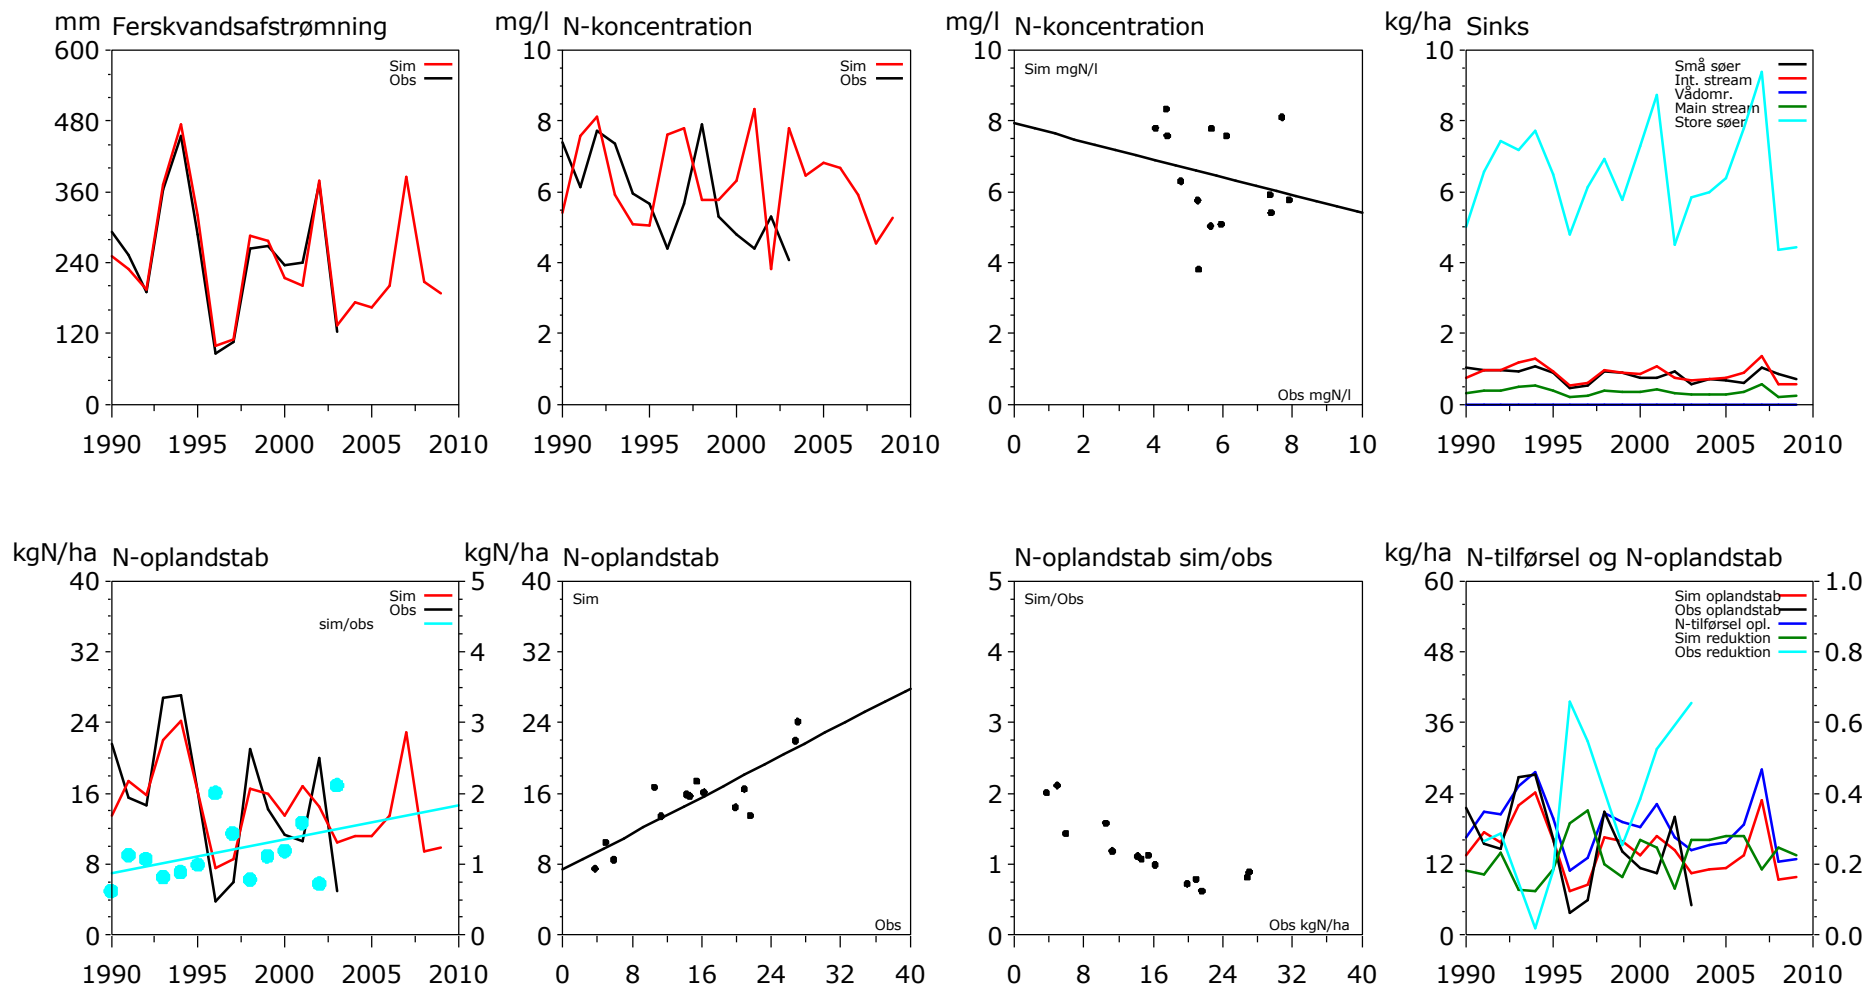 mm Ferskvandsafstrømning
600
480
360
240
120
0
Sim
Obs
1990 1995 2000 2005 2010
mg/l N-koncentration
10
8
6
4
2
0
Sim
Obs
1990 1995 2000 2005 2010
mg/l N-koncentration
10
8
6
4
2
0
Sim mgN/l
Obs mgN/l
0 2 4 6 8 10
kg/ha Sinks
10
8
6
4
2
0
Små søer
Int. stream
Vådomr.
Main stream
Store søer
1990 1995 2000 2005 2010
kgN/ha N-oplandstab
40
32
24
16
8
0
Sim
Obs
sim/obs
5
4
3
2
1
0
1990 1995 2000 2005 2010
kgN/ha N-oplandstab
40
32
24
16
8
0
Sim
Obs
0 8 16 24 32 40
N-oplandstab sim/obs
5
4
3
2
1
0
Sim/Obs
Obs kgN/ha
0 8 16 24 32 40
kg/ha N-tilførsel og N-oplandstab
60
48
36
24
12
0
Sim oplandstab
Obs oplandstab
N-tilførsel opl.
Sim reduktion
Obs reduktion
1.0
0.8
0.6
0.4
0.2
0.0
1990 1995 2000 2005 2010